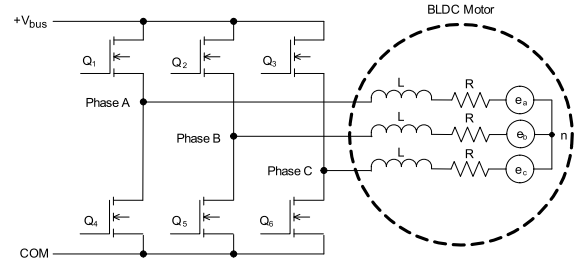 BLDC Motor
+Vbus
Q1
Q2
Q3
Phase A
L
R
ea
Phase B
L
R
eb
n
Phase C
L
R
ec
Q4
Q5
Q6
COM